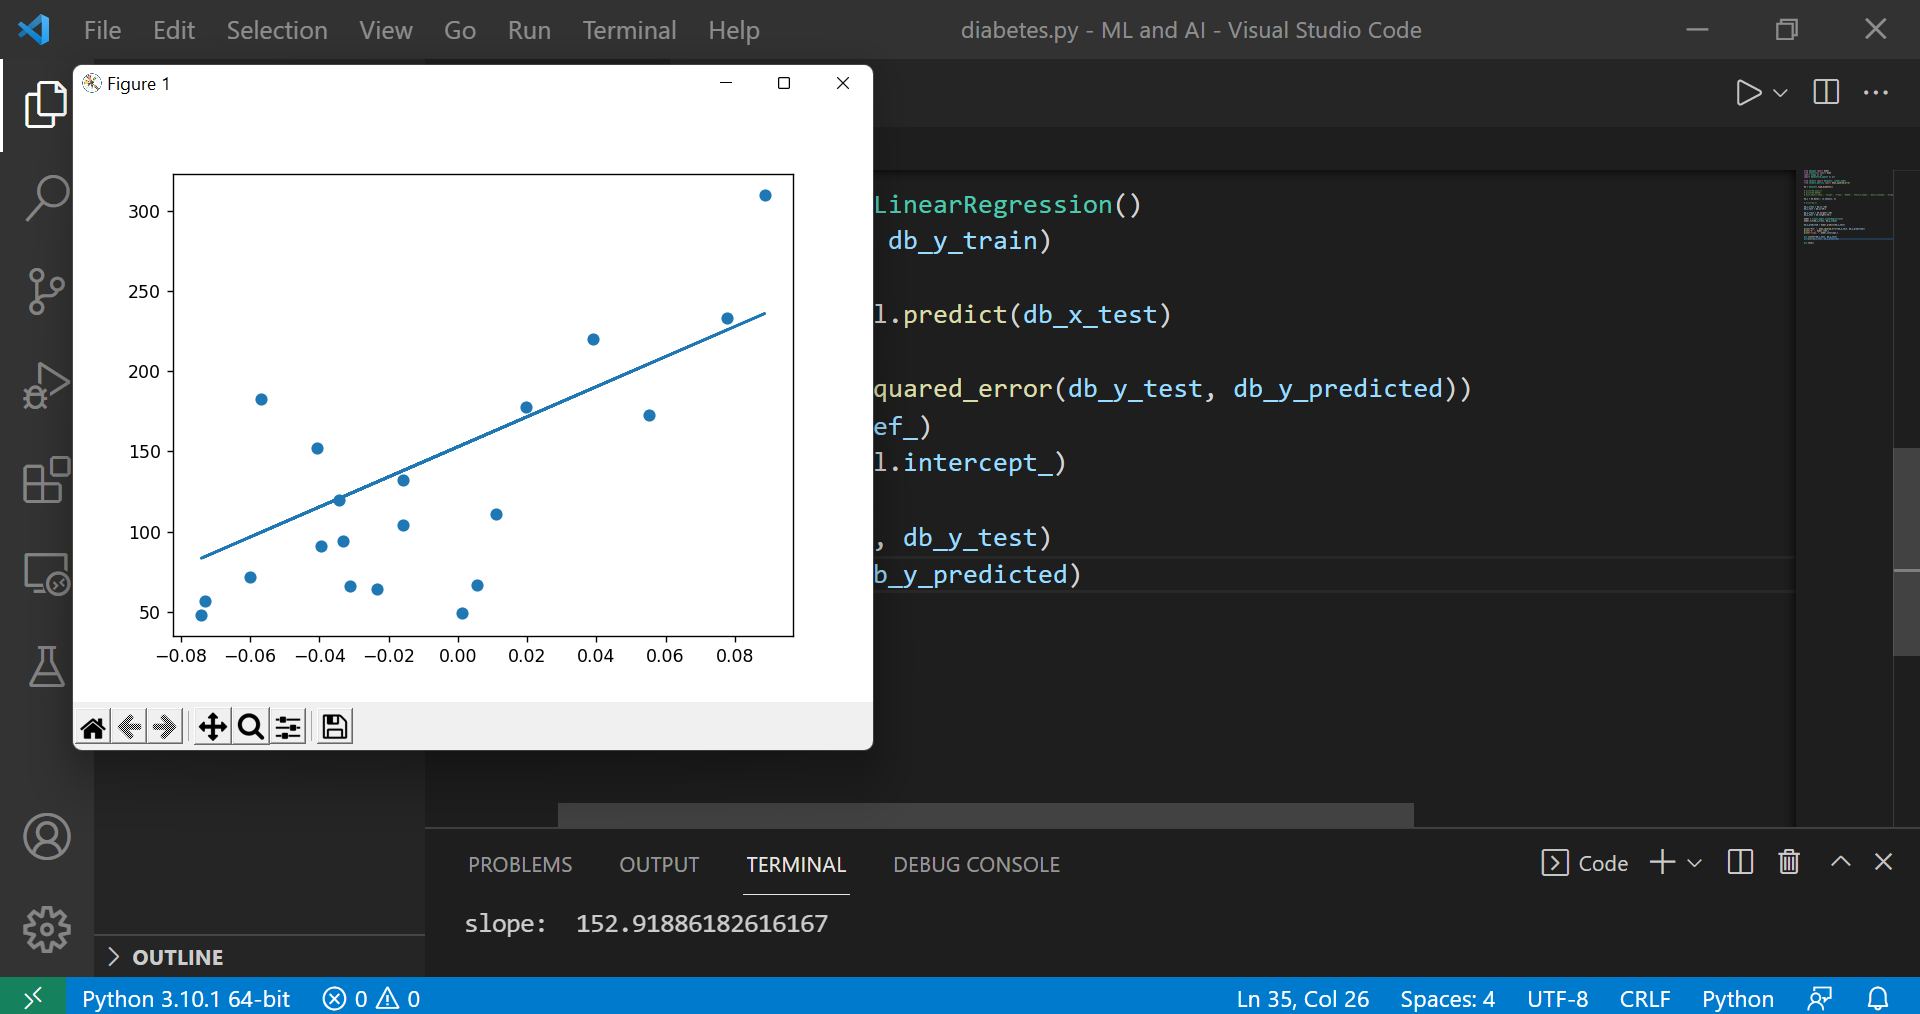 File Edit Selection View Go Run Terminal Help diabetes.py - ML and AI - Visual Studio Code
Figure 1
300
250
200
150
100
50
−0.08 −0.06 −0.04 −0.02 0.00 0.02 0.04 0.06 0.08
LinearRegression()
db_y_train)
l.predict(db_x_test)
quared_error(db_y_test, db_y_predicted))
ef_)
l.intercept_)
, db_y_test)
b_y_predicted)
PROBLEMS OUTPUT TERMINAL DEBUG CONSOLE Code
slope: 152.91886182616167
OUTLINE
Python 3.10.1 64-bit 0 0 Ln 35, Col 26 Spaces: 4 UTF-8 CRLF Python